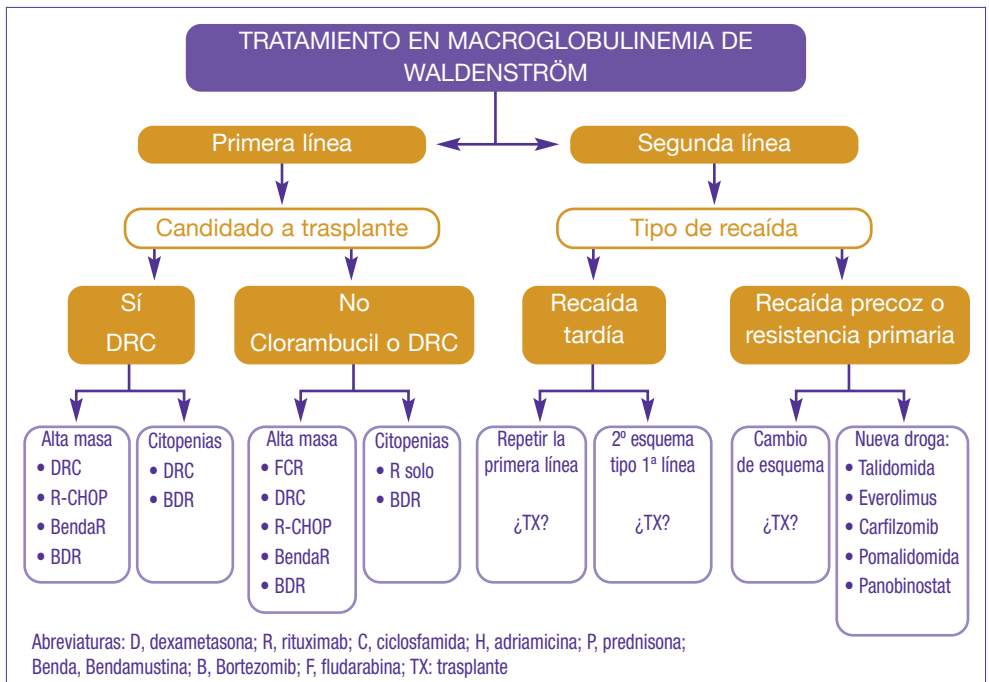 TRATAMIENTO EN MACROGLOBULINEMIA DE
WALDENSTRÖM
Primera línea
Segunda línea
Candidado a trasplante
Tipo de recaída
Sí
DRC
No
Clorambucil o DRC
Recaída
tardía
Recaída precoz o
resistencia primaria
Alta masa
• DRC
• R-CHOP
• BendaR
• BDR
Citopenias
• DRC
• BDR
Alta masa
• FCR
• DRC
• R-CHOP
• BendaR
• BDR
Citopenias
• R solo
• BDR
Repetir la
primera línea
¿TX?
2º esquema
tipo 1ª línea
¿TX?
Cambio
de esquema
¿TX?
Nueva droga:
• Talidomida
• Everolimus
• Carfilzomib
• Pomalidomida
• Panobinostat
Abreviaturas: D, dexametasona; R, rituximab; C, ciclosfamida; H, adriamicina; P, prednisona;
Benda, Bendamustina; B, Bortezomib; F, fludarabina; TX: trasplante